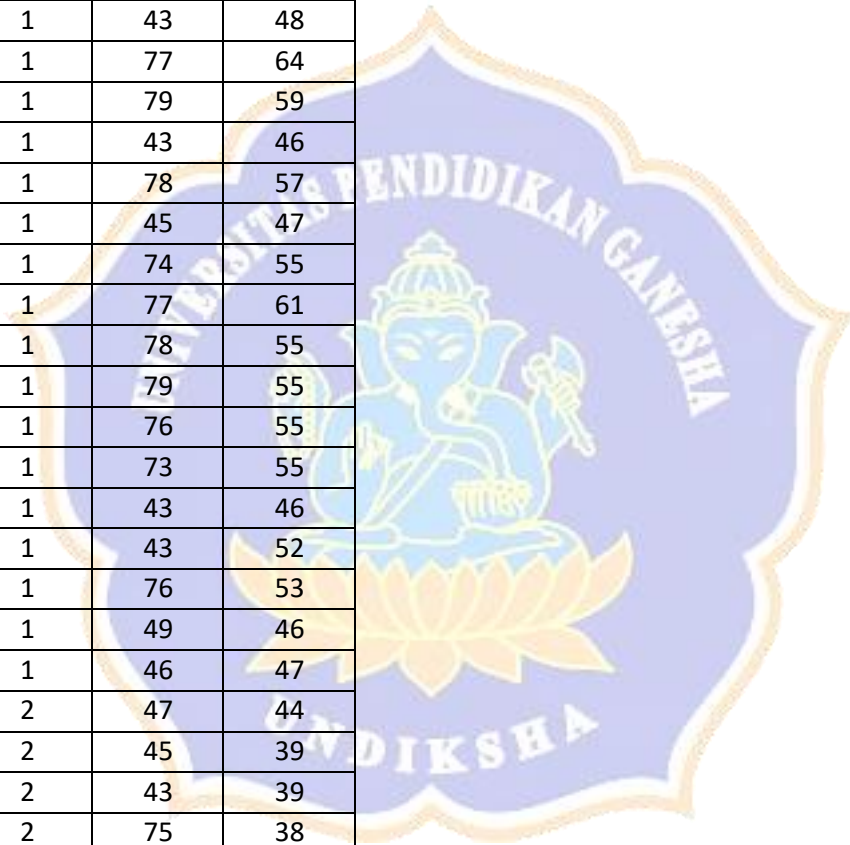 1 43 48
1 77 64
1 79 59
1 43 46
1 78 57
1 45 47
1 74 55
1 77 61
1 78 55
1 79 55
1 76 55
1 73 55
1 43 46
1 43 52
1 76 53
1 49 46
1 46 47
2 47 44
2 45 39
2 43 39
2 75 38
UNIVERSITAS PENDIDIKAN GANESHA
UNDIKSHA